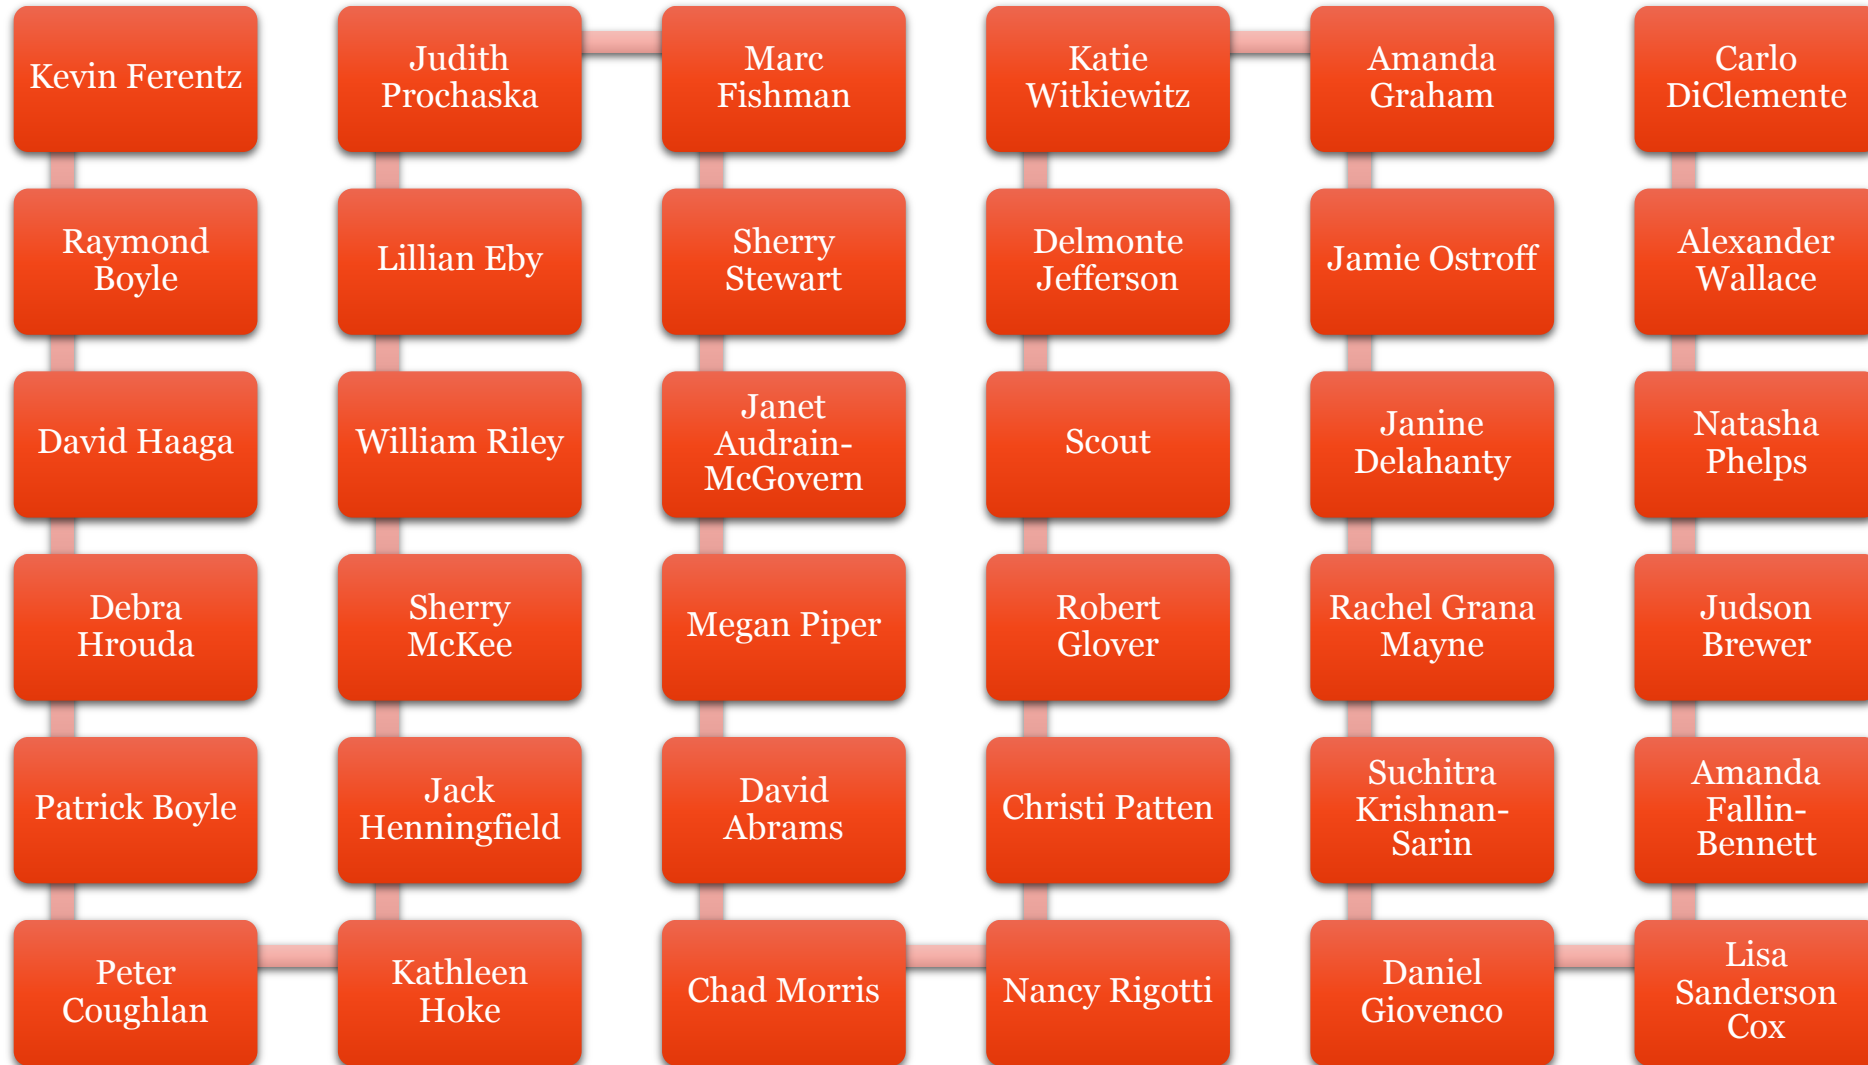 Kevin Ferentz
Raymond
Boyle
David Haaga
Debra
Hrouda
Patrick Boyle
Peter
Coughlan
Kathleen
Hoke
Jack
Henningfield
Sherry
McKee
William Riley
Lillian Eby
Judith
Prochaska
Marc
Fishman
Sherry
Stewart
Janet
Audrain-
McGovern
Megan Piper
David
Abrams
Chad Morris
Nancy Rigotti
Christi Patten
Robert
Glover
Scout
Delmonte
Jefferson
Katie
Witkiewitz
Amanda
Graham
Jamie Ostroff
Janine
Delahanty
Rachel Grana
Mayne
Suchitra
Krishnan-
Sarin
Daniel
Giovenco
Lisa
Sanderson
Cox
Amanda
Fallin-
Bennett
Judson
Brewer
Natasha
Phelps
Alexander
Wallace
Carlo
DiClemente